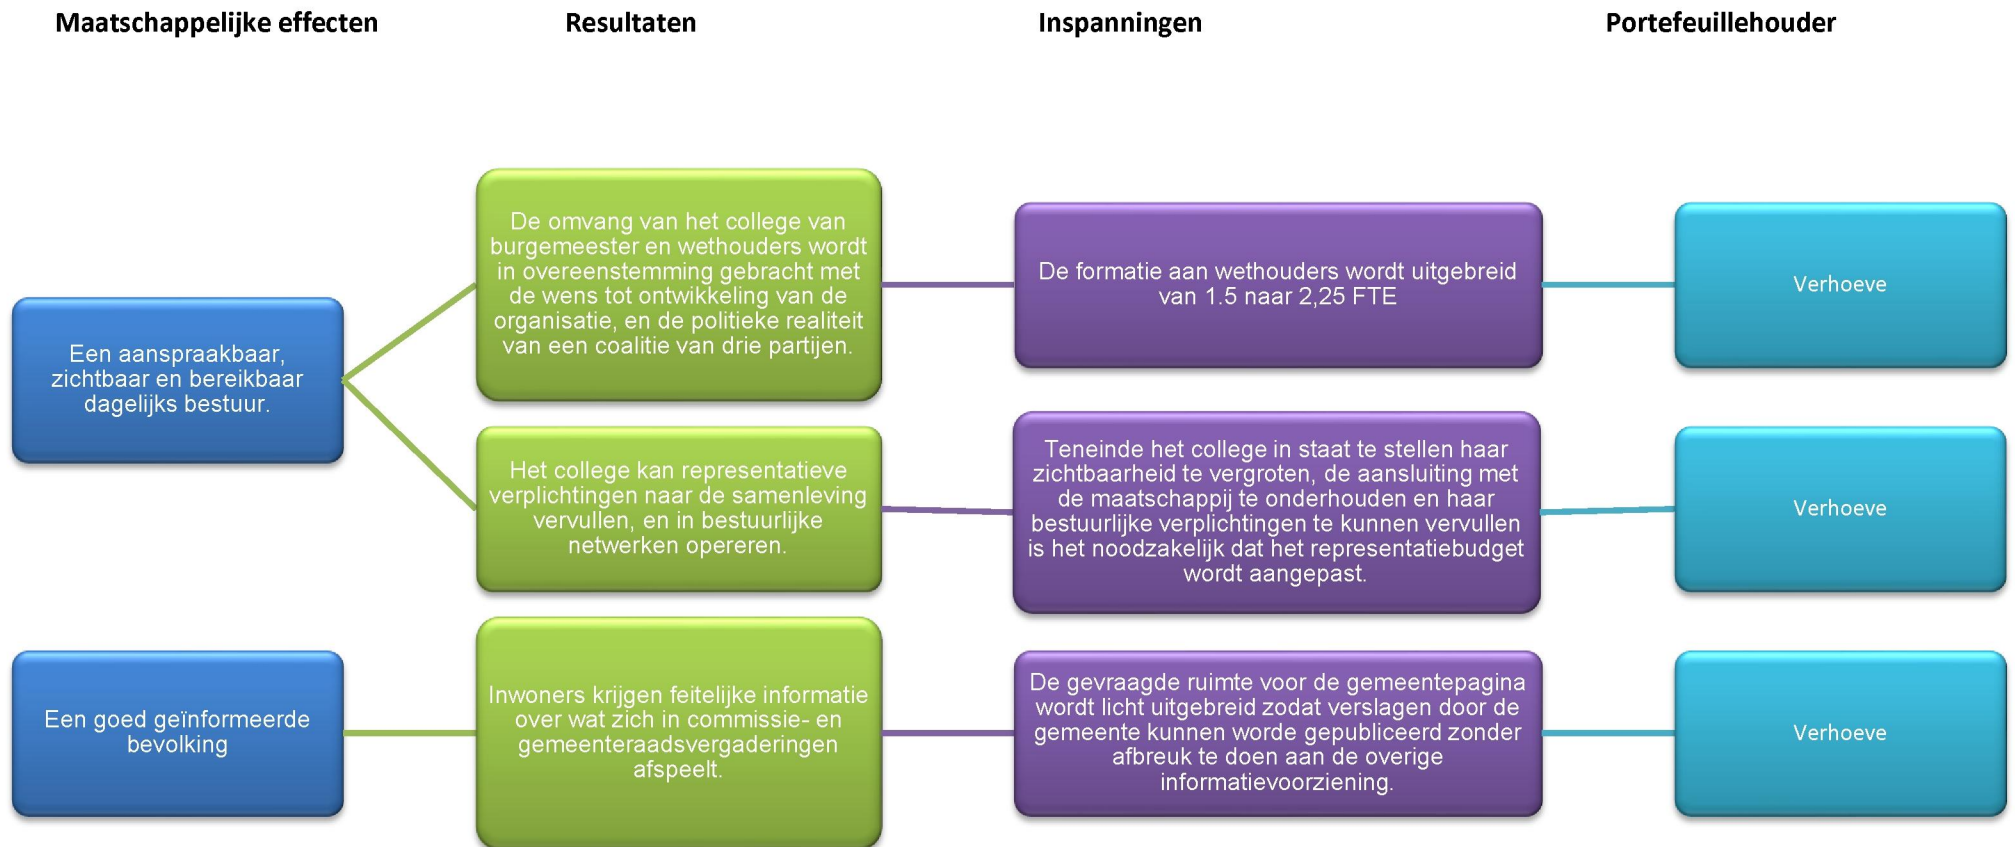 Maatschappelijke effecten
Resultaten
Inspanningen
Portefeuillehouder
Een aanspraakbaar,
zichtbaar en bereikbaar
dagelijks bestuur.
De omvang van het college van
burgemeester en wethouders wordt
in overeenstemming gebracht met
de wens tot ontwikkeling van de
organisatie, en de politieke realiteit
van een coalitie van drie partijen.
De formatie aan wethouders wordt uitgebreid
van 1.5 naar 2,25 FTE
Verhoeve
Het college kan representatieve
verplichtingen naar de samenleving
vervullen, en in bestuurlijke
netwerken opereren.
Teneinde het college in staat te stellen haar
zichtbaarheid te vergroten, de aansluiting met
de maatschappij te onderhouden en haar
bestuurlijke verplichtingen te kunnen vervullen
is het noodzakelijk dat het representatiebudget
wordt aangepast.
Verhoeve
Een goed geïnformeerde
bevolking
Inwoners krijgen feitelijke informatie
over wat zich in commissie- en
gemeenteraadsvergaderingen
afspeelt.
De gevraagde ruimte voor de gemeentepagina
wordt licht uitgebreid zodat verslagen door de
gemeente kunnen worde gepubliceerd zonder
afbreuk te doen aan de overige
informatievoorziening.
Verhoeve